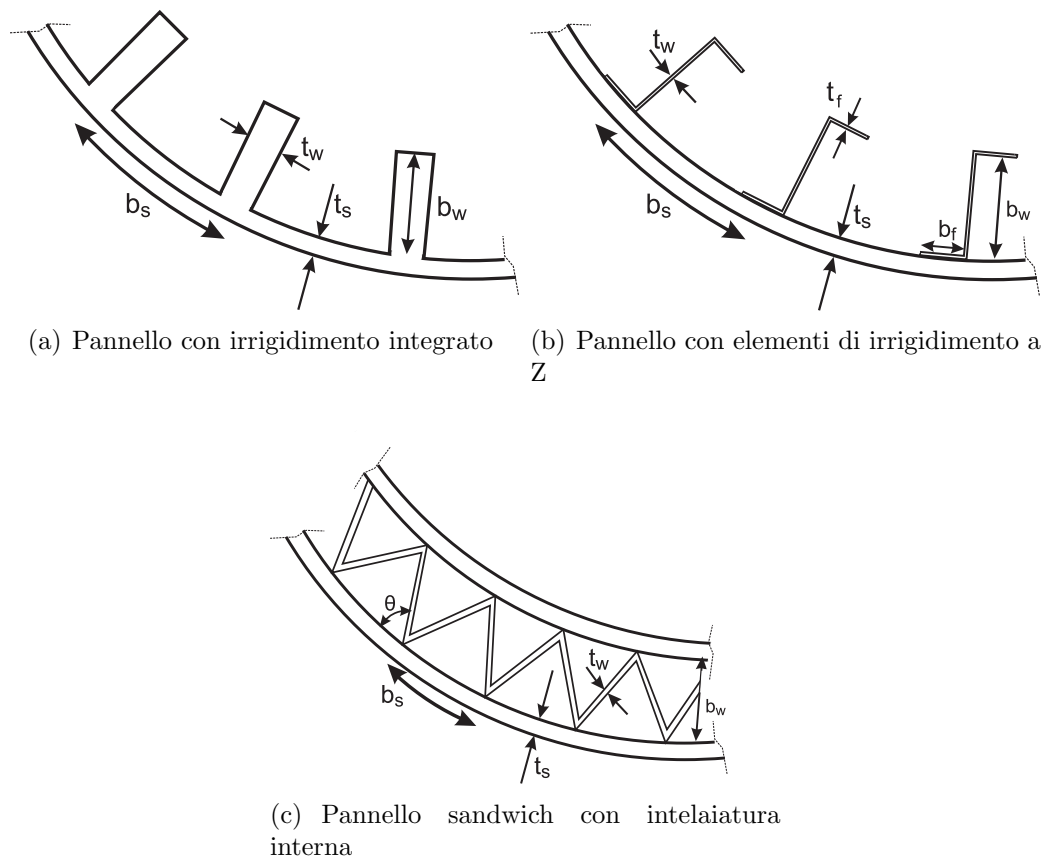 t_w
b_s
t_s
b_w
(a) Pannello con irrigidimento integrato
t_w
t_f
b_s
t_s
b_f
b_w
(b) Pannello con elementi di irrigidimento a
Z
θ
t_w
b_s
b_w
t_s
(c) Pannello sandwich con intelaiatura
interna